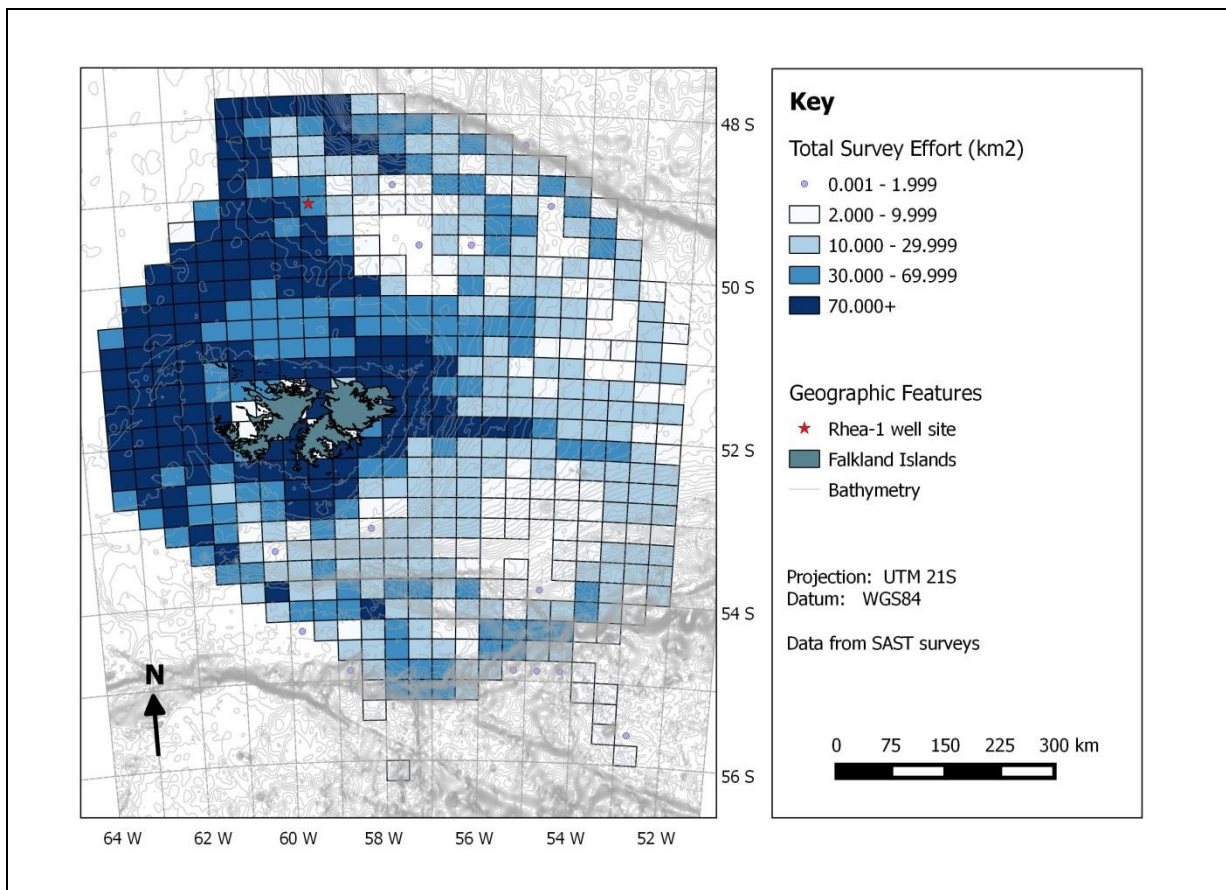 48 S
50 S
52 S
54 S
56 S
64 W
62 W
60 W
58 W
56 W
54 W
52 W
N
Key
Total Survey Effort (km2)
0.001 - 1.999
2.000 - 9.999
10.000 - 29.999
30.000 - 69.999
70.000+
Geographic Features
Rhea-1 well site
Falkland Islands
Bathymetry
Projection: UTM 21S
Datum: WGS84
Data from SAST surveys
0 75 150 225 300 km